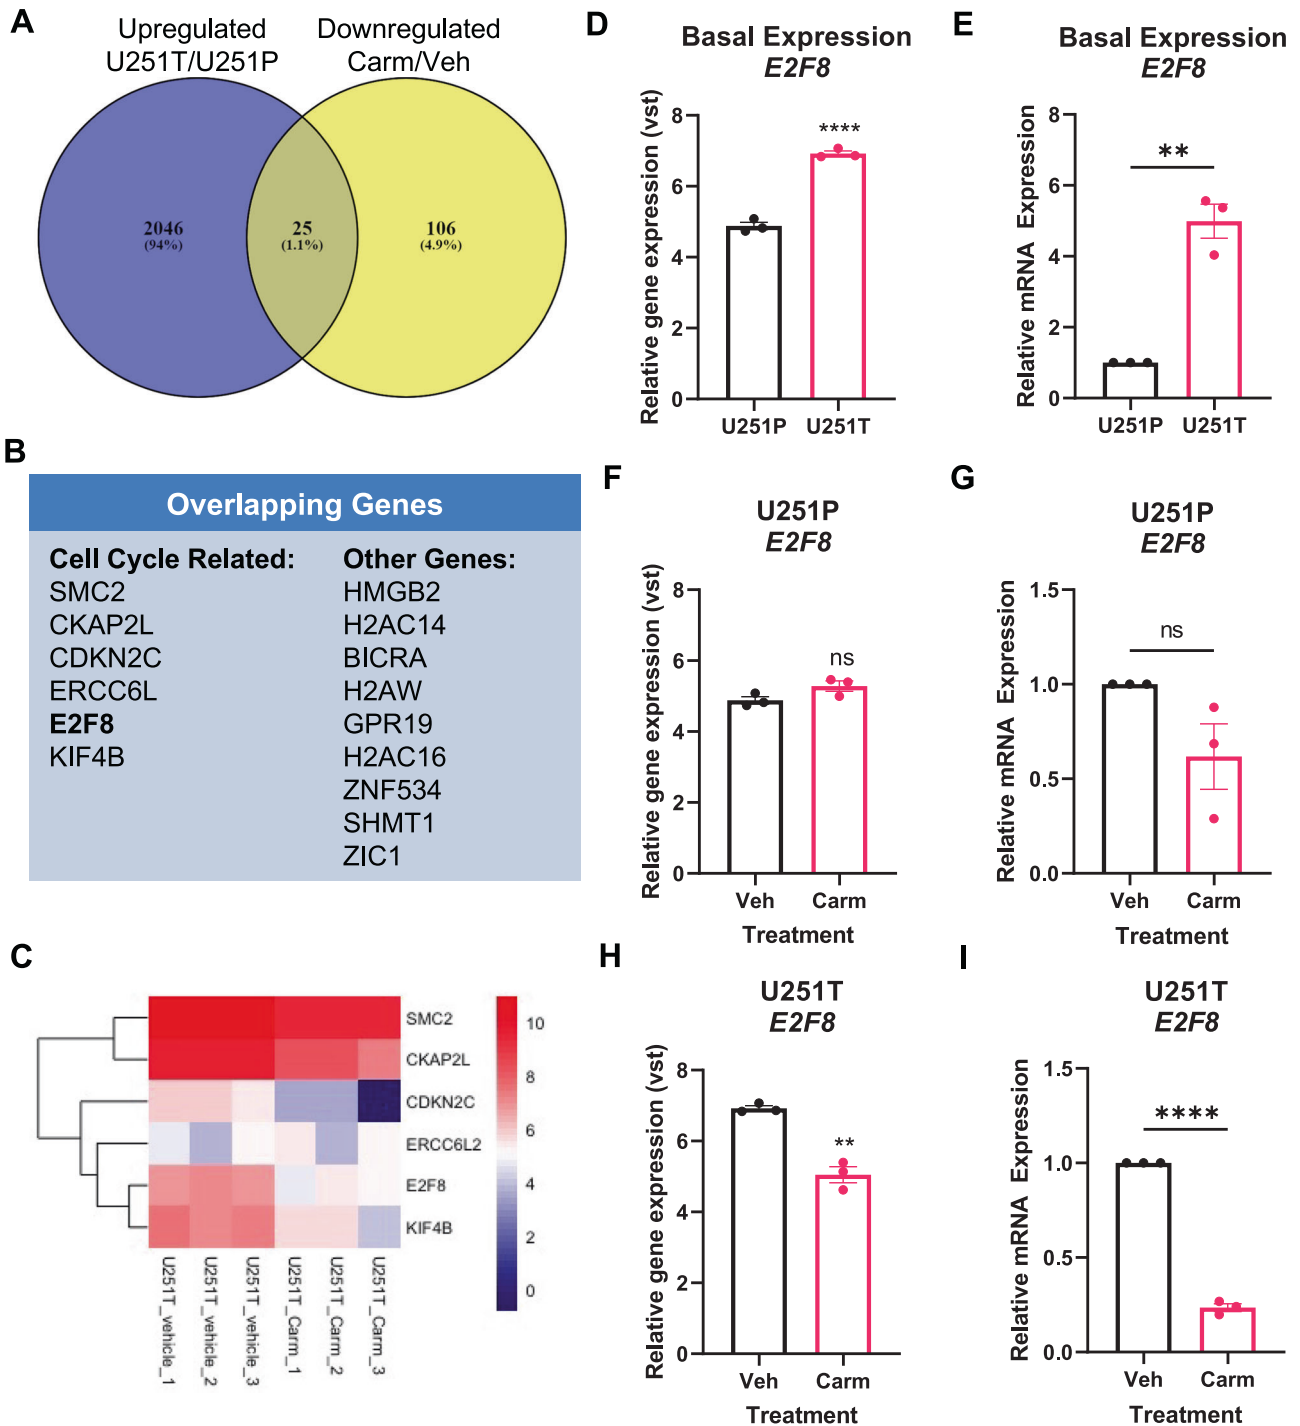 A
Upregulated
U251T/U251P
Downregulated
Carm/Veh
2046
(94%)
25
(1.1%)
106
(4.9%)
B
Overlapping Genes
Cell Cycle Related:
SMC2
CKAP2L
CDKN2C
ERCC6L
E2F8
KIF4B
Other Genes:
HMGB2
H2AC14
BICRA
H2AW
GPR19
H2AC16
ZNF534
SHMT1
ZIC1
C
SMC2
CKAP2L
CDKN2C
ERCC6L2
E2F8
KIF4B
10
8
6
4
2
0
U251T_vehicle_1
U251T_vehicle_2
U251T_vehicle_3
U251T_Carm_1
U251T_Carm_2
U251T_Carm_3
D
Basal Expression
E2F8
Relative gene expression (vst)
8
6
4
2
0
****
U251P
U251T
E
Basal Expression
E2F8
Relative mRNA Expression
8
6
4
2
0
**
U251P
U251T
F
U251P
E2F8
Relative gene expression (vst)
8
6
4
2
0
ns
Veh
Carm
Treatment
G
U251P
E2F8
Relative mRNA Expression
1.5
1.0
0.5
0.0
ns
Veh
Carm
Treatment
H
U251T
E2F8
Relative gene expression (vst)
8
6
4
2
0
**
Veh
Carm
Treatment
I
U251T
E2F8
Relative mRNA Expression
1.5
1.0
0.5
0.0
****
Veh
Carm
Treatment